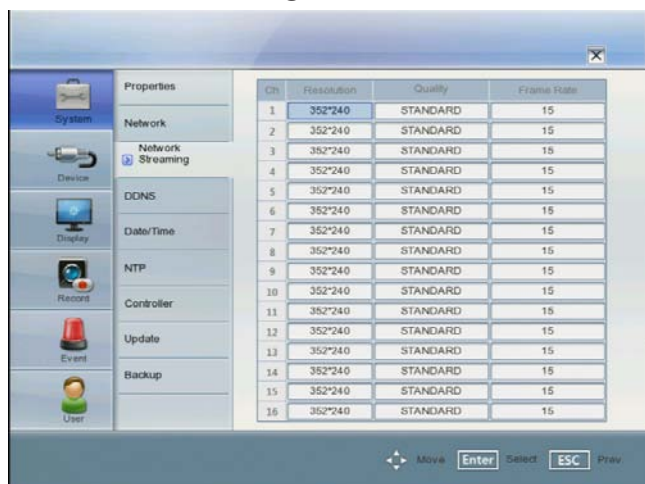 System
Device
Display
Record
Event
User
Properties
Network
Network
Streaming
DDNS
Date/Time
NTP
Controller
Update
Backup
Ch Resolution Quality Frame Rate
1 352*240 STANDARD 15
2 352*240 STANDARD 15
3 352*240 STANDARD 15
4 352*240 STANDARD 15
5 352*240 STANDARD 15
6 352*240 STANDARD 15
7 352*240 STANDARD 15
8 352*240 STANDARD 15
9 352*240 STANDARD 15
10 352*240 STANDARD 15
11 352*240 STANDARD 15
12 352*240 STANDARD 15
13 352*240 STANDARD 15
14 352*240 STANDARD 15
15 352*240 STANDARD 15
16 352*240 STANDARD 15
Move Enter Select ESC Prev